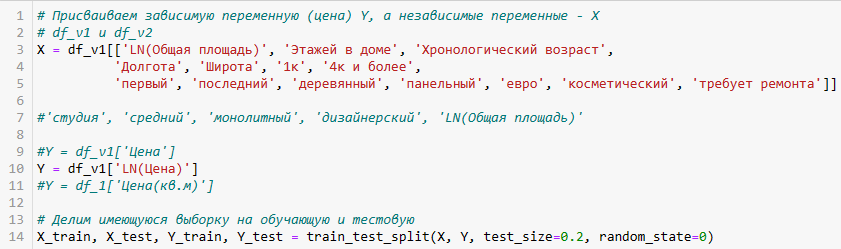 1 # Присваиваем зависимую переменную (цена) Y, а независимые переменные - X
2 # df_v1 и df_v2
3 X = df_v1[['LN(Общая площадь)', 'Этажей в доме', 'Хронологический возраст',
4 'Долгота', 'Широта', '1к', '4к и более',
5 'первый', 'последний', 'деревянный', 'панельный', 'евро', 'косметический', 'требует ремонта']]
6
7 #'студия', 'средний', 'монолитный', 'дизайнерский', 'LN(Общая площадь)'
8
9 #Y = df_v1['Цена']
10 Y = df_v1['LN(Цена)']
11 #Y = df_1['Цена(кв.м)']
12
13 # Делим имеющуюся выборку на обучающую и тестовую
14 X_train, X_test, Y_train, Y_test = train_test_split(X, Y, test_size=0.2, random_state=0)